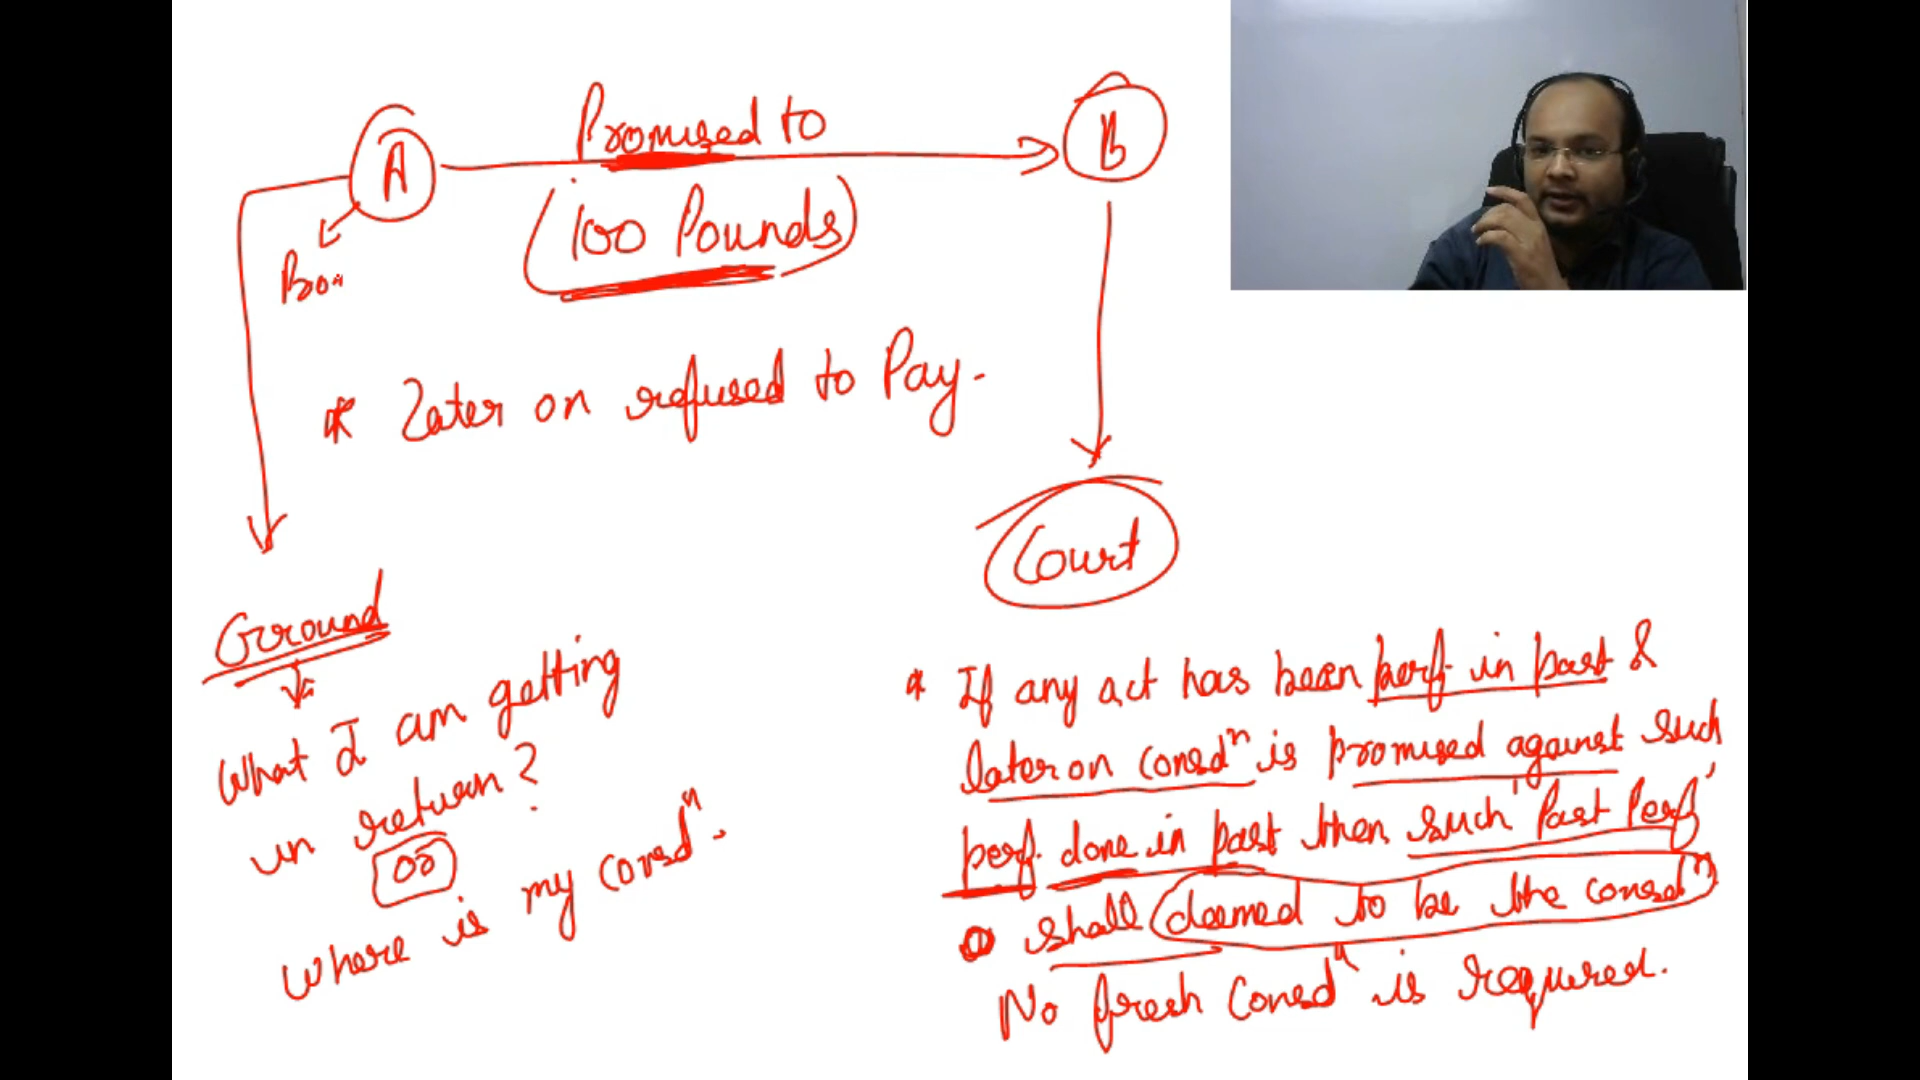 Promised to
A
B
(100 Pounds)
* Later on refused to Pay.
Court
Ground
What I am getting
in return?
or
where is my consdⁿ.
* If any act has been perf. in past &
later on consdⁿ is promised against such
perf. done in past then such 'Past Perf'
shall deemed to be the consdⁿ
No fresh consdⁿ is required.